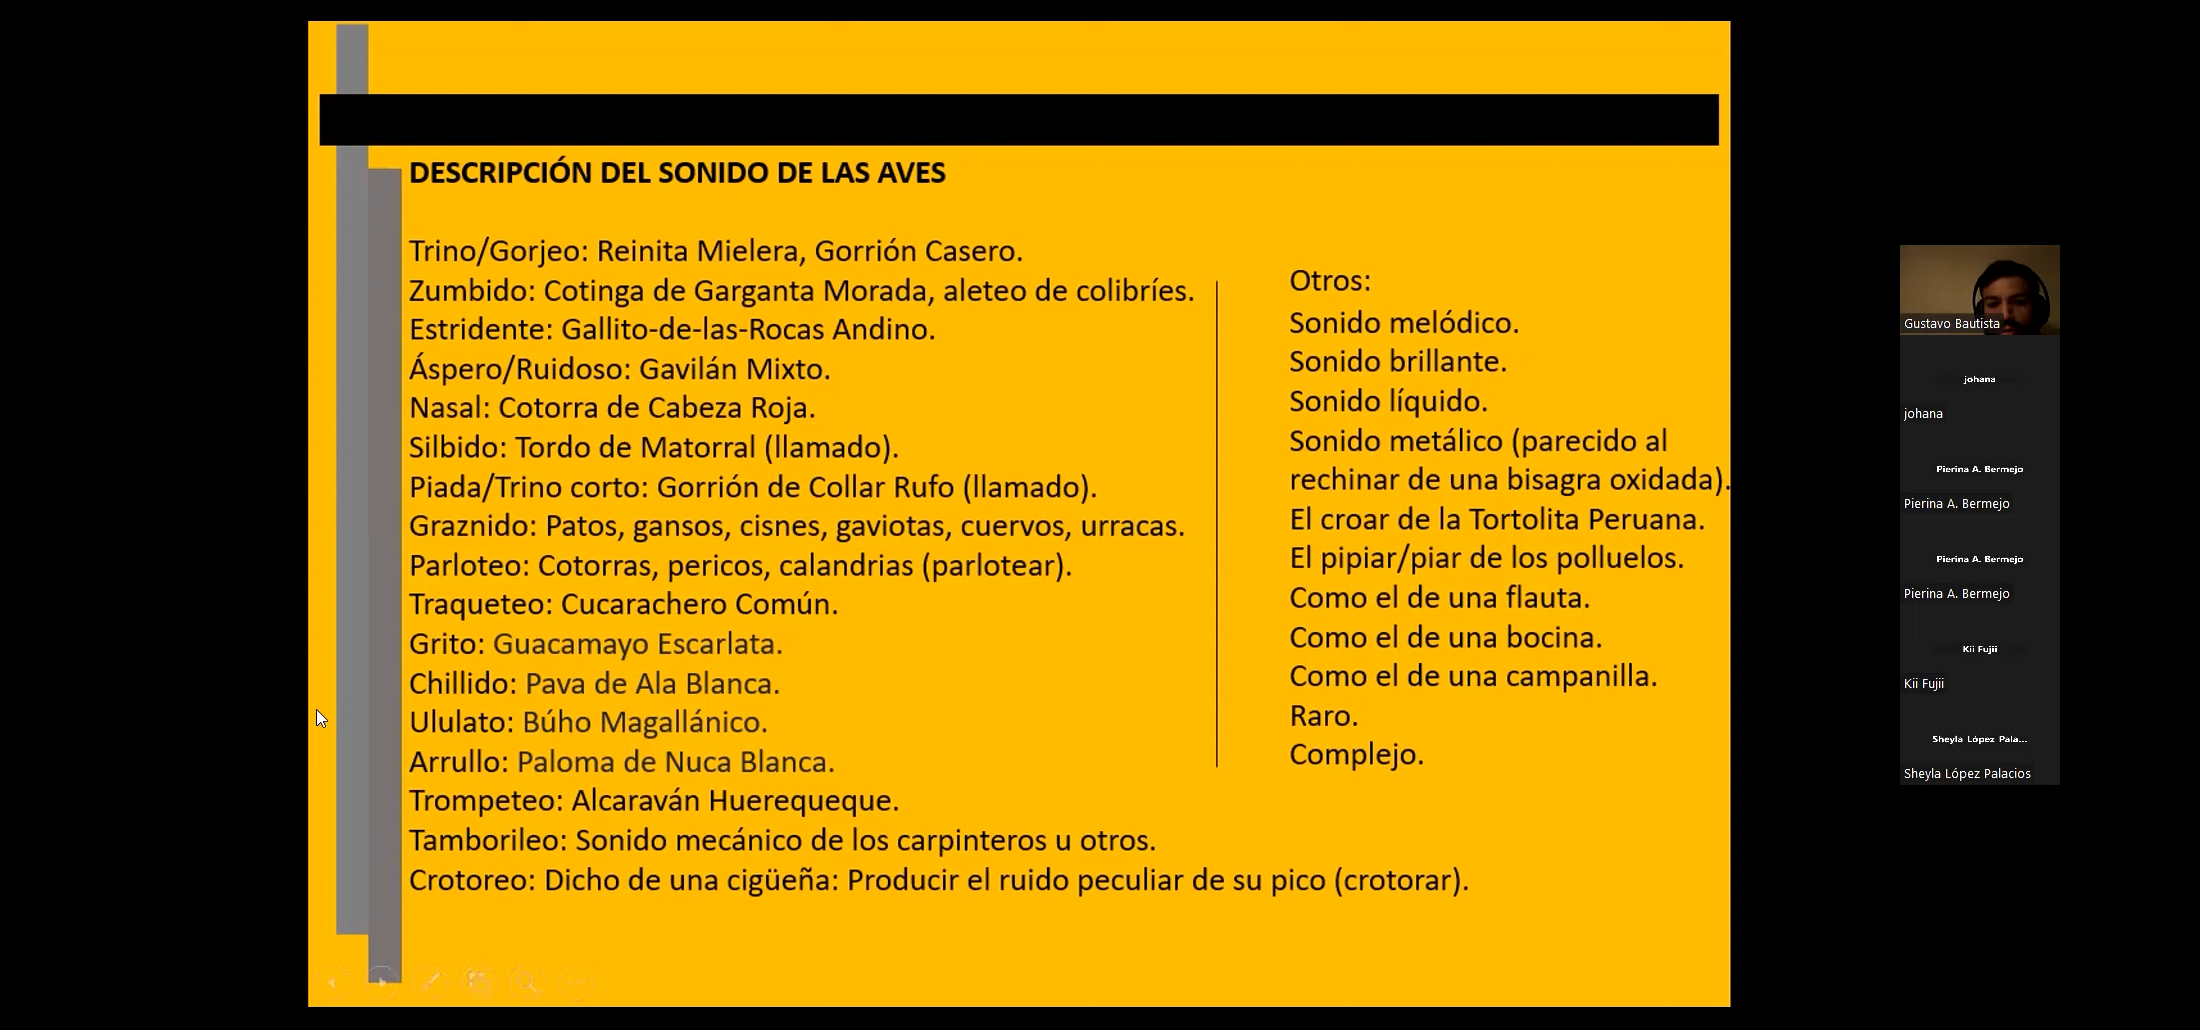 DESCRIPCIÓN DEL SONIDO DE LAS AVES
Trino/Gorjeo: Reinita Mielera, Gorrión Casero.
Zumbido: Cotinga de Garganta Morada, aleteo de colibríes.
Estridente: Gallito-de-las-Rocas Andino.
Áspero/Ruidoso: Gavilán Mixto.
Nasal: Cotorra de Cabeza Roja.
Silbido: Tordo de Matorral (llamado).
Piada/Trino corto: Gorrión de Collar Rufo (llamado).
Graznido: Patos, gansos, cisnes, gaviotas, cuervos, urracas.
Parloteo: Cotorras, pericos, calandrias (parlotear).
Traqueteo: Cucarachero Común.
Grito: Guacamayo Escarlata.
Chillido: Pava de Ala Blanca.
Ululato: Búho Magallánico.
Arrullo: Paloma de Nuca Blanca.
Trompeteo: Alcaraván Huerequeque.
Tamborileo: Sonido mecánico de los carpinteros u otros.
Crotoreo: Dicho de una cigüeña: Producir el ruido peculiar de su pico (crotorar).
Otros:
Sonido melódico.
Sonido brillante.
Sonido líquido.
Sonido metálico (parecido al
rechinar de una bisagra oxidada).
El croar de la Tortolita Peruana.
El pipiar/piar de los polluelos.
Como el de una flauta.
Como el de una bocina.
Como el de una campanilla.
Raro.
Complejo.
Gustavo Bautista
johana
johana
Pierina A. Bermejo
Pierina A. Bermejo
Pierina A. Bermejo
Pierina A. Bermejo
Kii Fujii
Kii Fujii
Sheyla López Pala...
Sheyla López Palacios